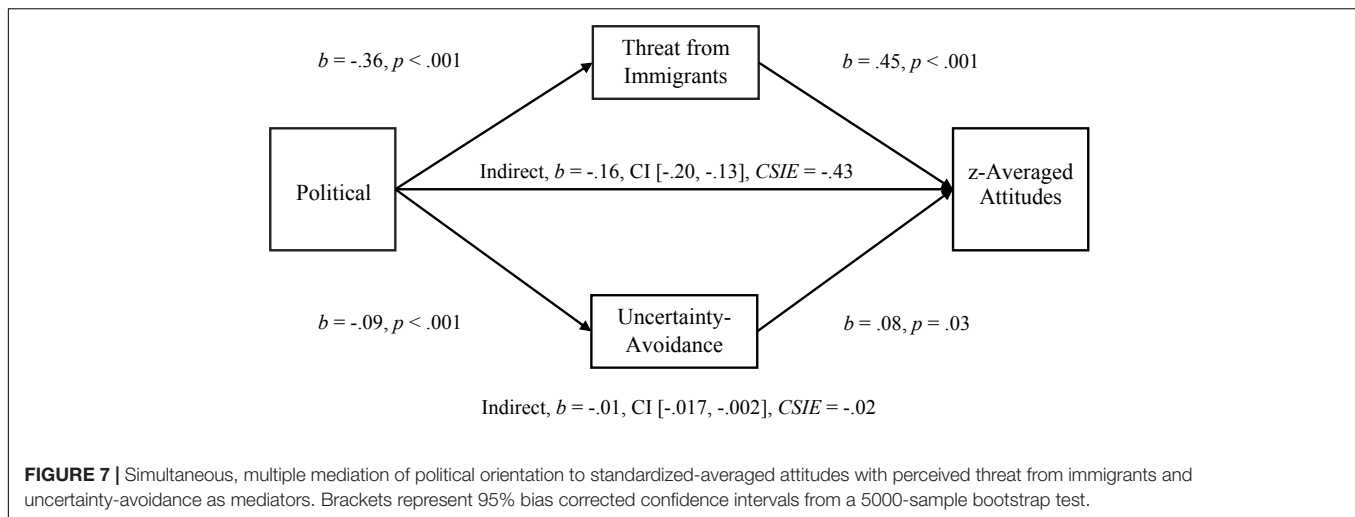 b = -.36, p < .001
Threat from
Immigrants
b = .45, p < .001
Political
Indirect, b = -.16, CI [-.20, -.13], CSIE = -.43
z-Averaged
Attitudes
b = -.09, p < .001
Uncertainty-
Avoidance
b = .08, p = .03
Indirect, b = -.01, CI [-.017, -.002], CSIE = -.02
FIGURE 7 | Simultaneous, multiple mediation of political orientation to standardized-averaged attitudes with perceived threat from immigrants and
uncertainty-avoidance as mediators. Brackets represent 95% bias corrected confidence intervals from a 5000-sample bootstrap test.